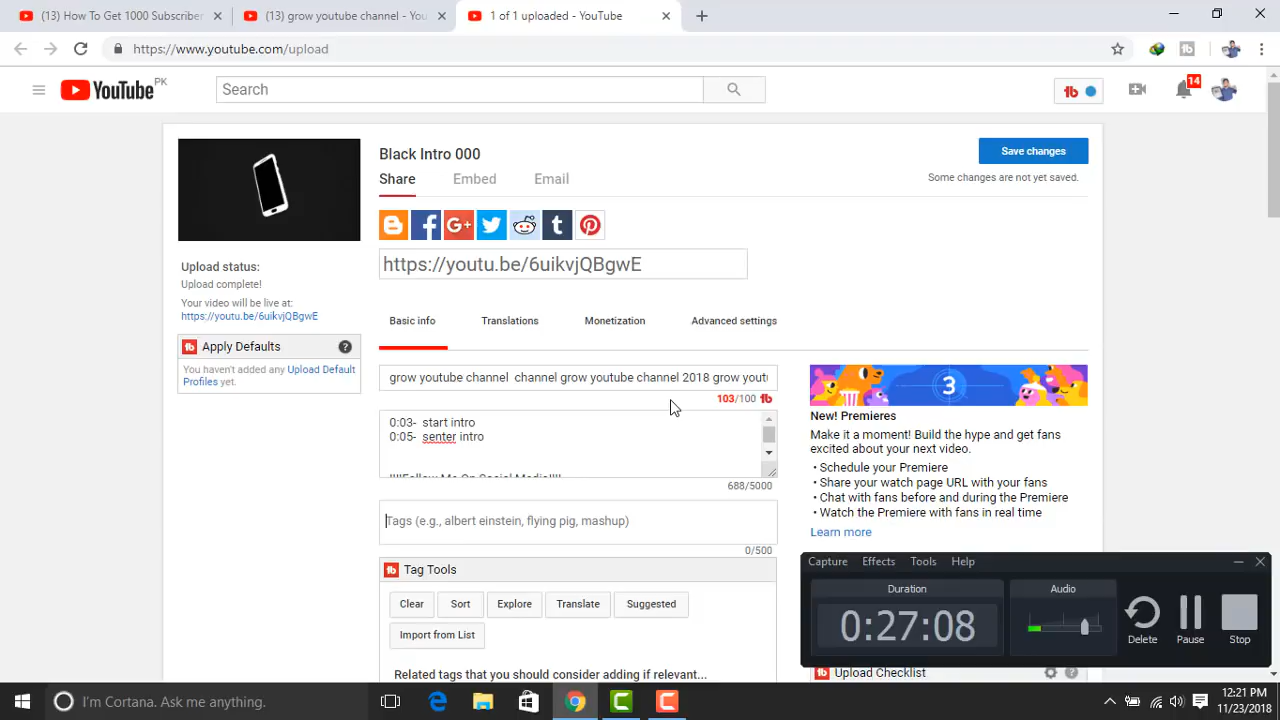 (13) How To Get 1000 Subscriber
(13) grow youtube channel - You
1 of 1 uploaded - YouTube
https://www.youtube.com/upload
YouTube PK
Search
tb
14
Black Intro 000
Save changes
Share
Embed
Email
Some changes are not yet saved.
G+
t
https://youtu.be/6uikvjQBgwE
Upload status:
Upload complete!
Your video will be live at:
https://youtu.be/6uikvjQBgwE
Basic info
Translations
Monetization
Advanced settings
Apply Defaults
?
You haven't added any Upload Default
Profiles yet.
grow youtube channel  channel grow youtube channel 2018 grow yout
103/100
0:03-  start intro
0:05-  senter intro
!!!!Follow Me On Social Media!!!!
688/5000
Tags (e.g., albert einstein, flying pig, mashup)
0/500
Tag Tools
Clear
Sort
Explore
Translate
Suggested
Import from List
Related tags that you should consider adding if relevant...
3
New! Premieres
Make it a moment! Build the hype and get fans
excited about your next video.
• Schedule your Premiere
• Share your watch page URL with your fans
• Chat with fans before and during the Premiere
• Watch the Premiere with fans in real time
Learn more
Capture
Effects
Tools
Help
Duration
Audio
0:27:08
Delete
Pause
Stop
Upload Checklist
?
I'm Cortana. Ask me anything.
12:21 PM
11/23/2018